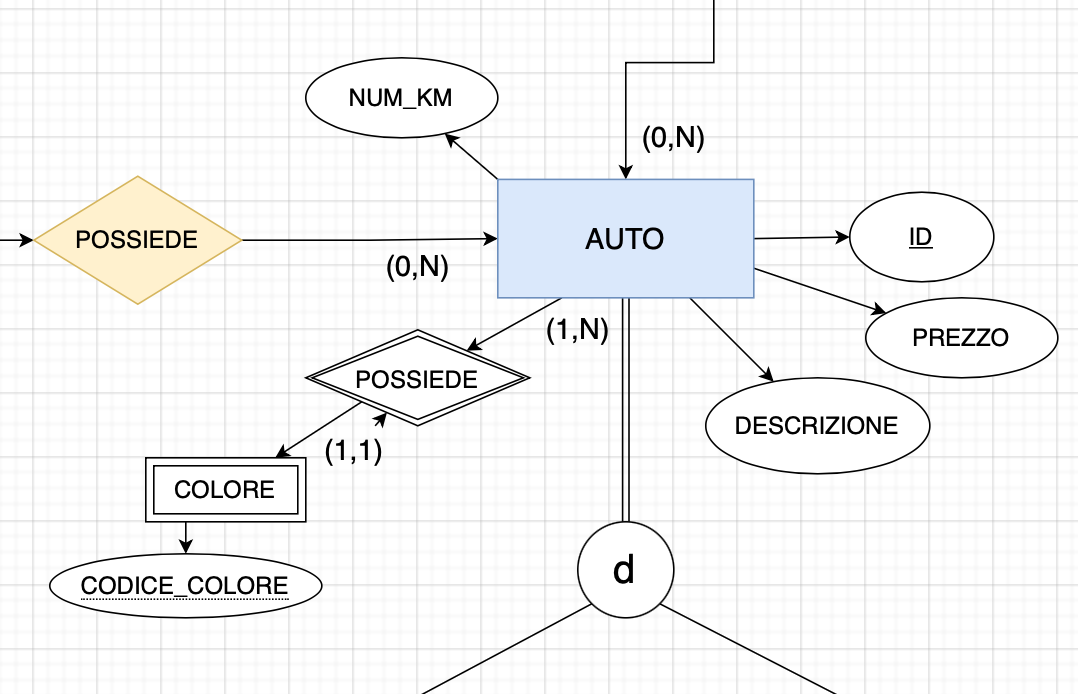 NUM_KM
(0,N)
POSSIEDE
AUTO
ID
(0,N)
(1,N)
PREZZO
POSSIEDE
DESCRIZIONE
(1,1)
COLORE
d
CODICE_COLORE